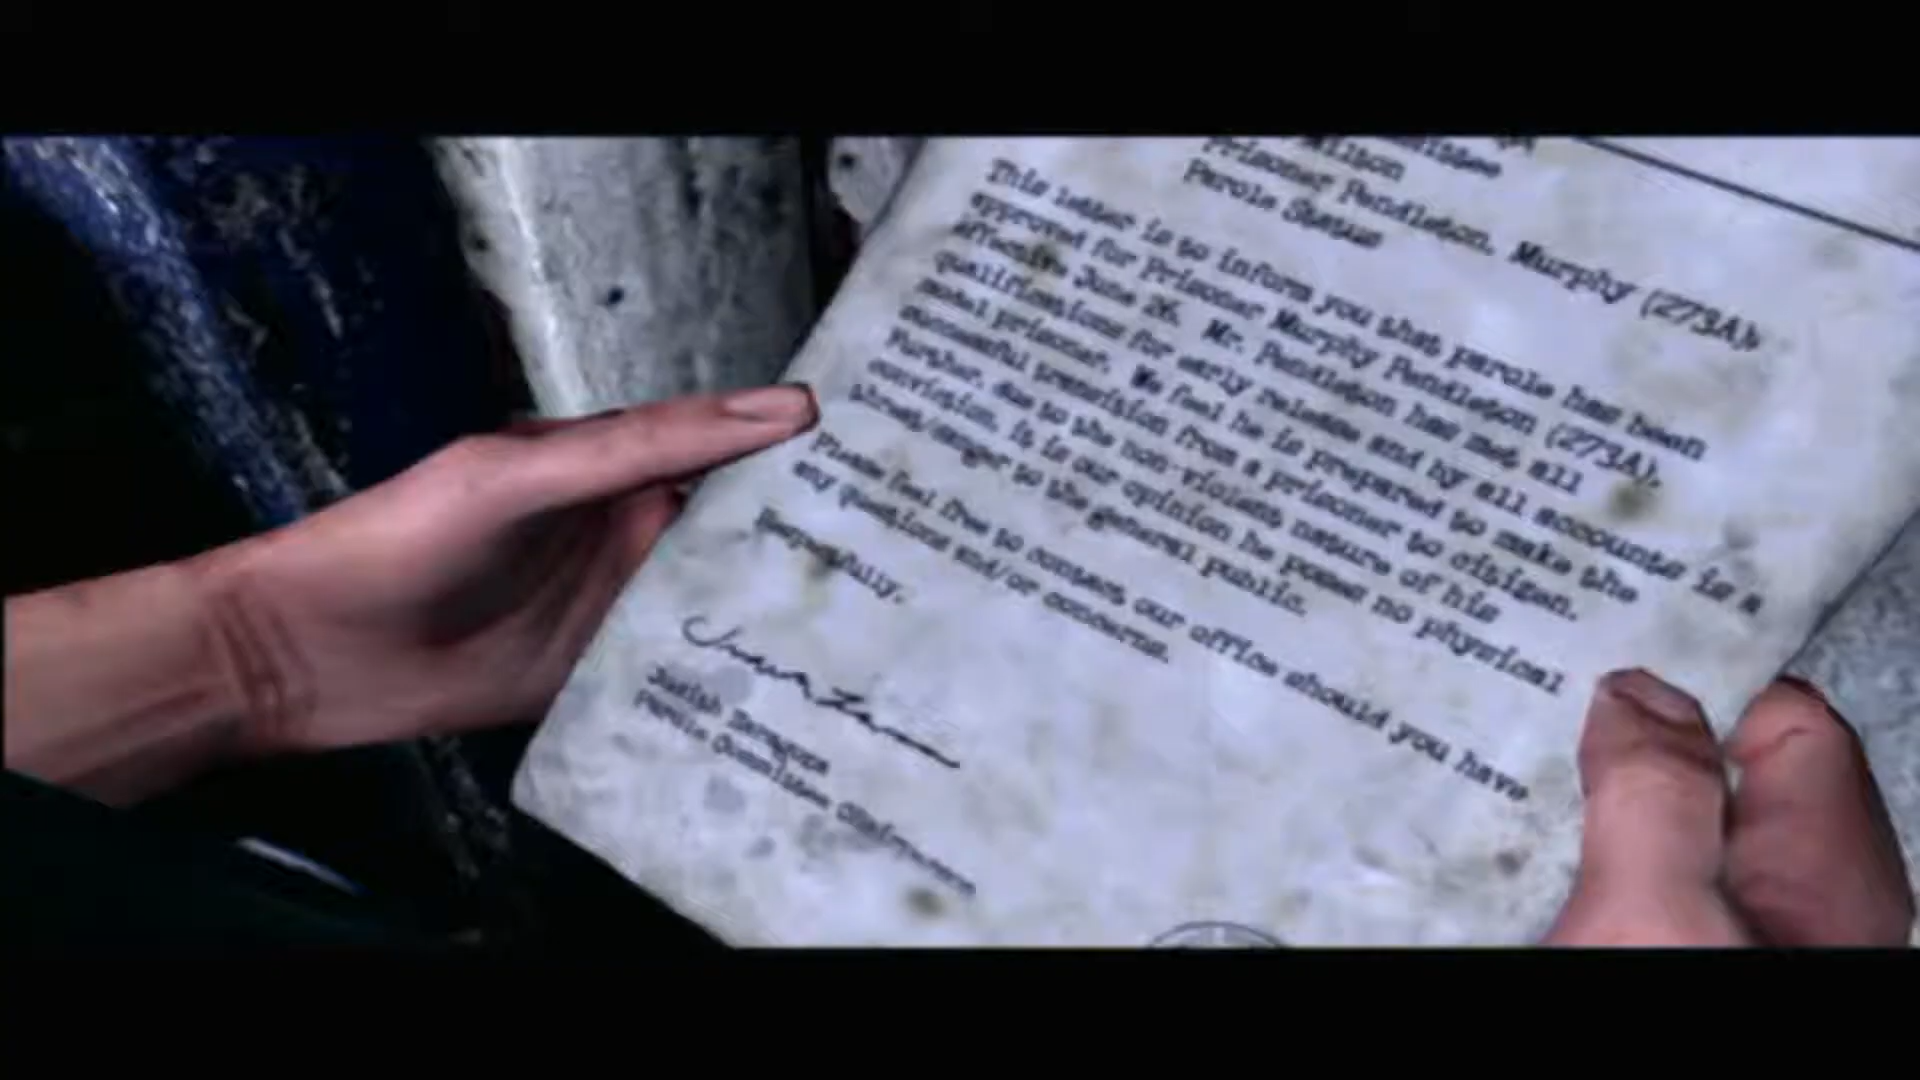 Milton
Prisoner Pendleton, Murphy (273A);
Parole Status
This letter is to inform you that parole has been
approved for Prisoner Murphy Pendleton (273A),
effective June 26. Mr. Pendleton has met all
qualifications for early release and by all accounts is a
model prisoner. We feel he is prepared to make the
successful transition from a prisoner to citizen.
Further, due to the non-violent nature of his
conviction, it is our opinion he poses no physical
threat/danger to the general public.
Please feel free to contact our office should you have
any questions and/or concerns.
Respectfully,
Parole Committee Chairperson